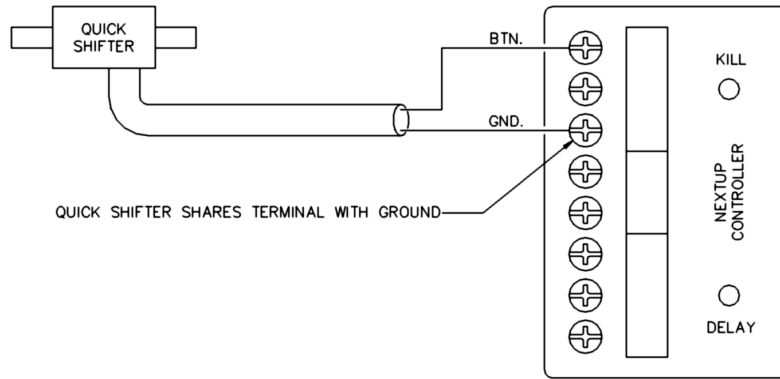 QUICK
SHIFTER
BTN.
KILL
GND.
QUICK SHIFTER SHARES TERMINAL WITH GROUND
NEXTUP
CONTROLLER
DELAY